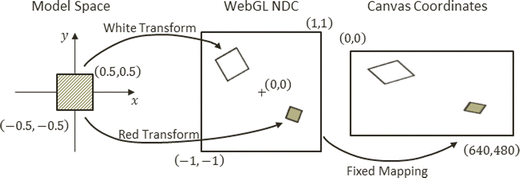 Model Space
WebGL NDC
Canvas Coordinates
y
White Transform
(1,1)
(0,0)
(0.5,0.5)
(0,0)
x
(−0.5, −0.5)
Red Transform
(−1, −1)
(640,480)
Fixed Mapping